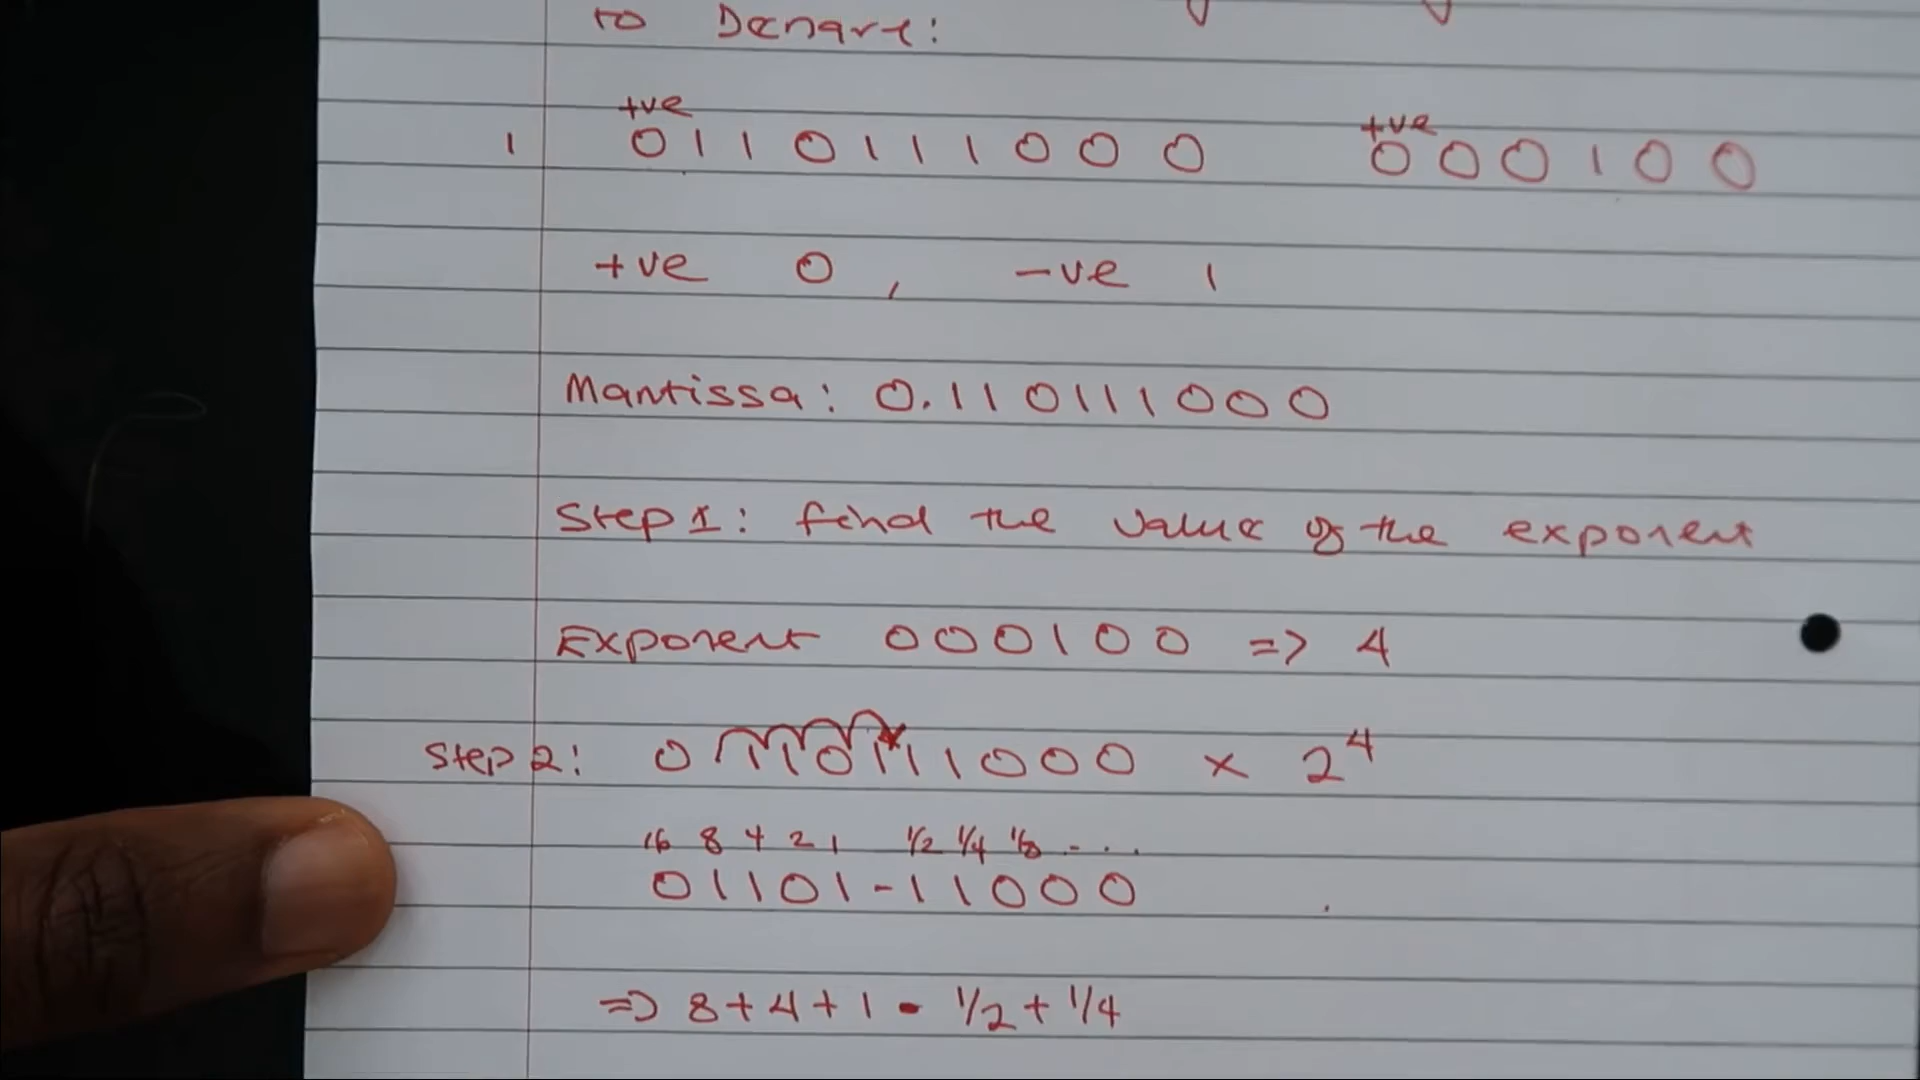 to Denary:
+ve +ve
1 0110111000 000100
+ve 0, -ve 1
Mantissa: 0.110111000
Step 1: find the value of the exponent
Exponent 000100 => 4
Step 2: 0110111000 × 2^4
16 8 4 2 1 1/2 1/4 1/8 - . .
01101-11000
=> 8+4+1 . 1/2 + 1/4